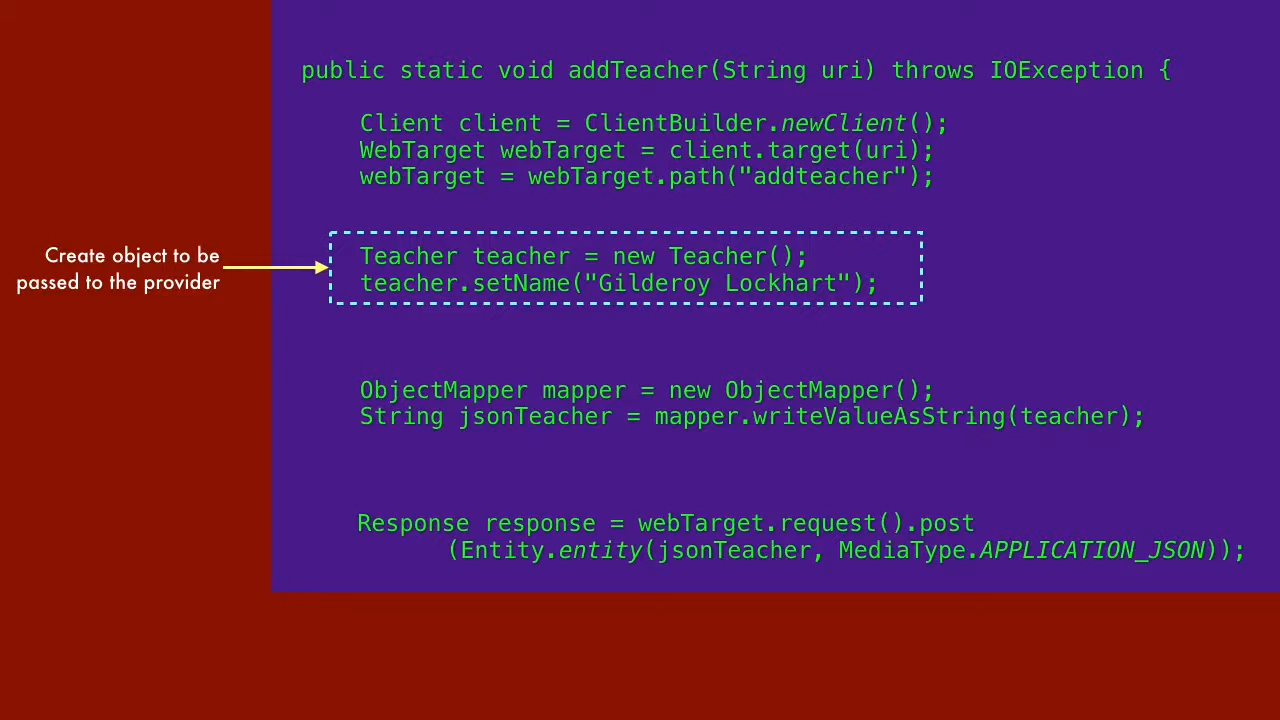 public static void addTeacher(String uri) throws IOException {
Client client = ClientBuilder.newClient();
WebTarget webTarget = client.target(uri);
webTarget = webTarget.path("addteacher");
Create object to be
passed to the provider
Teacher teacher = new Teacher();
teacher.setName("Gilderoy Lockhart");
ObjectMapper mapper = new ObjectMapper();
String jsonTeacher = mapper.writeValueAsString(teacher);
Response response = webTarget.request().post
(Entity.entity(jsonTeacher, MediaType.APPLICATION_JSON));